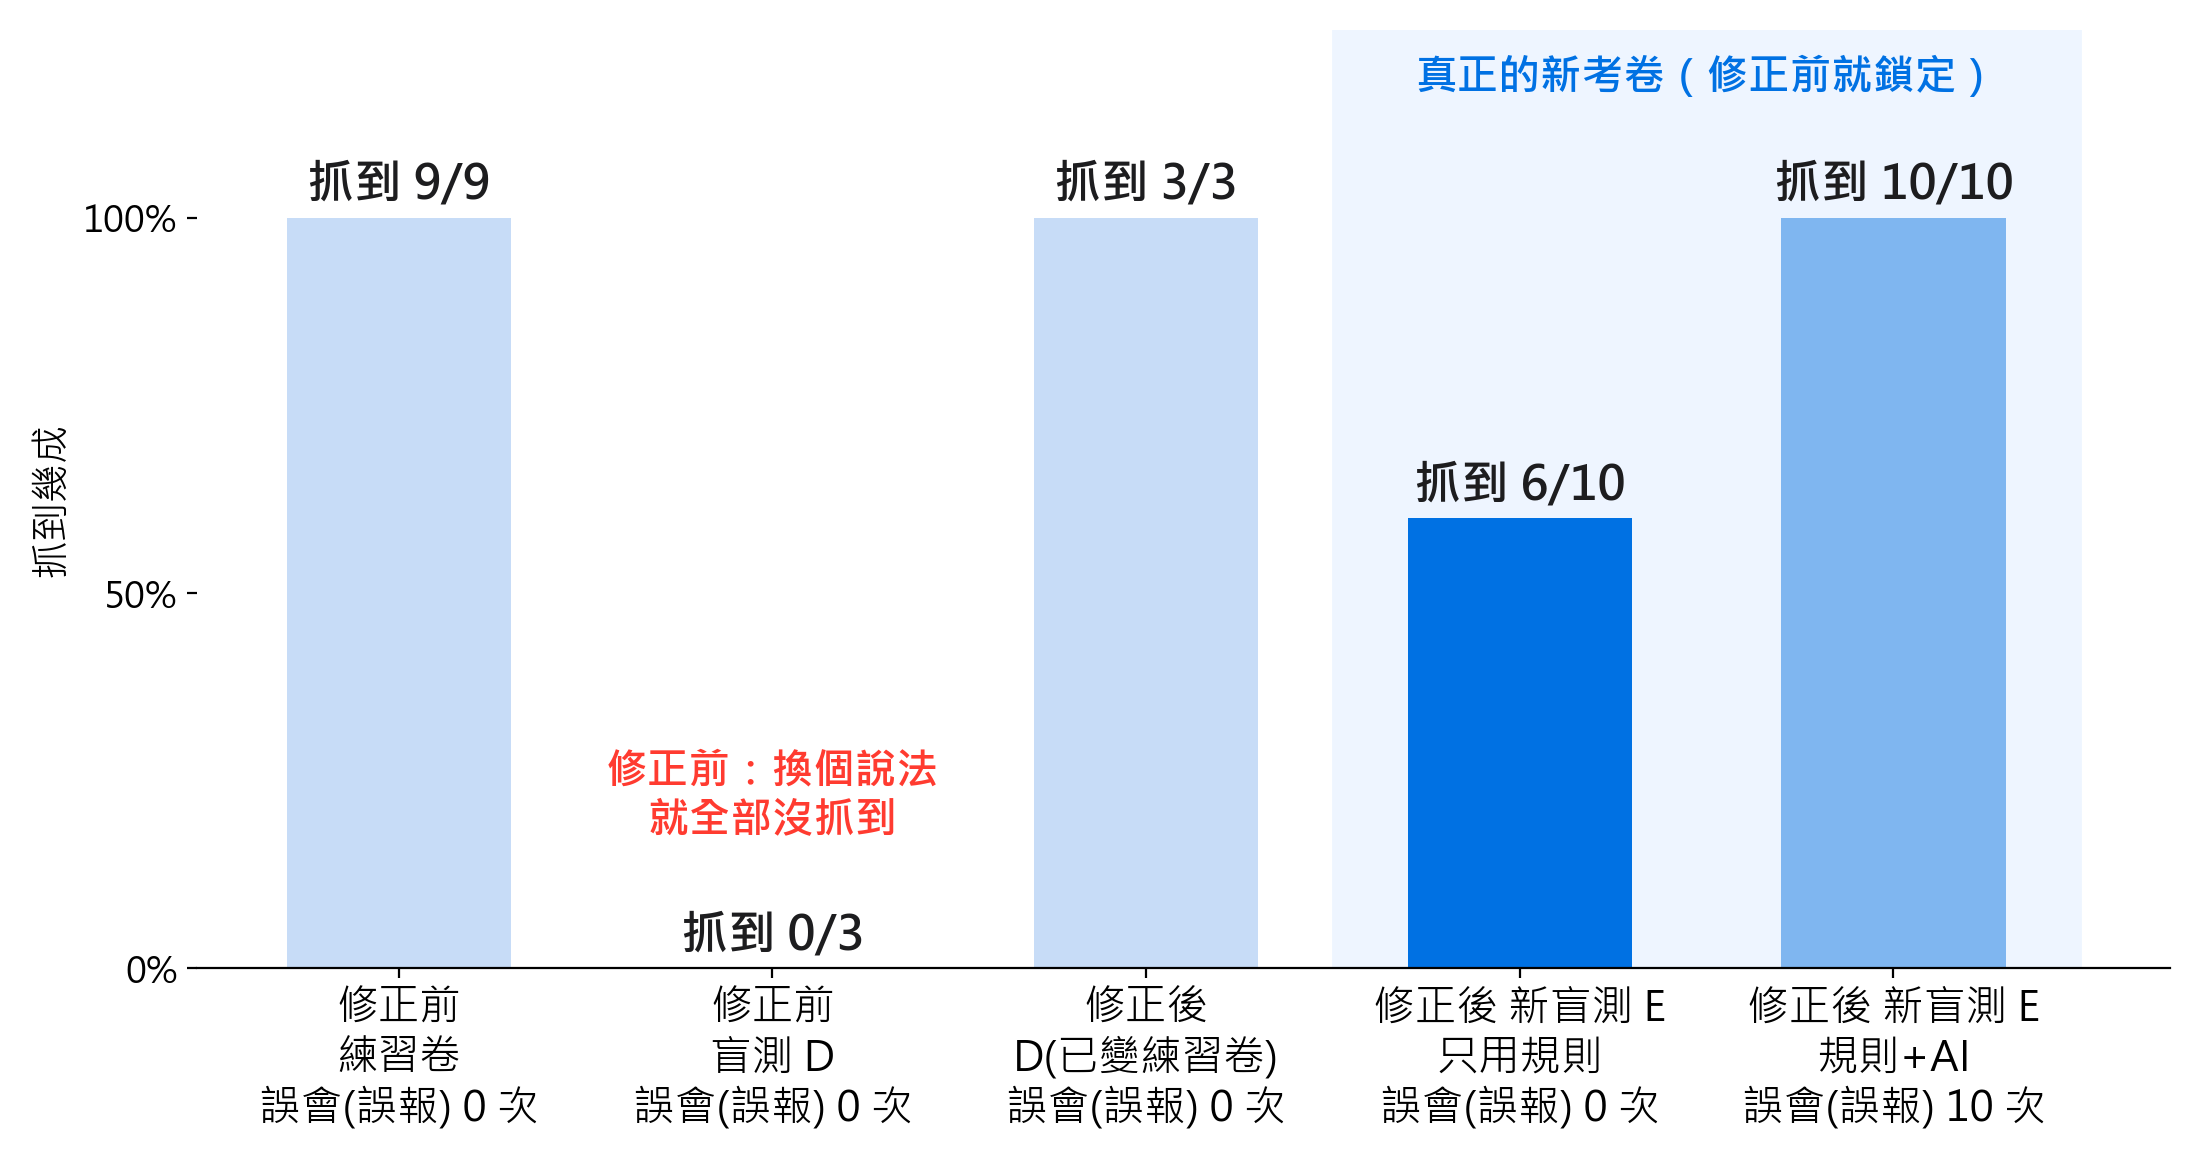 真正的新考卷（修正前就鎖定）
抓到 9/9
抓到 3/3
抓到 10/10
100%
抓到 6/10
50%
抓到幾成
修正前：換個說法
就全部沒抓到
抓到 0/3
0%
修正前
練習卷
誤會(誤報) 0 次
修正前
盲測 D
誤會(誤報) 0 次
修正後
D(已變練習卷)
誤會(誤報) 0 次
修正後 新盲測 E
只用規則
誤會(誤報) 0 次
修正後 新盲測 E
規則+AI
誤會(誤報) 10 次